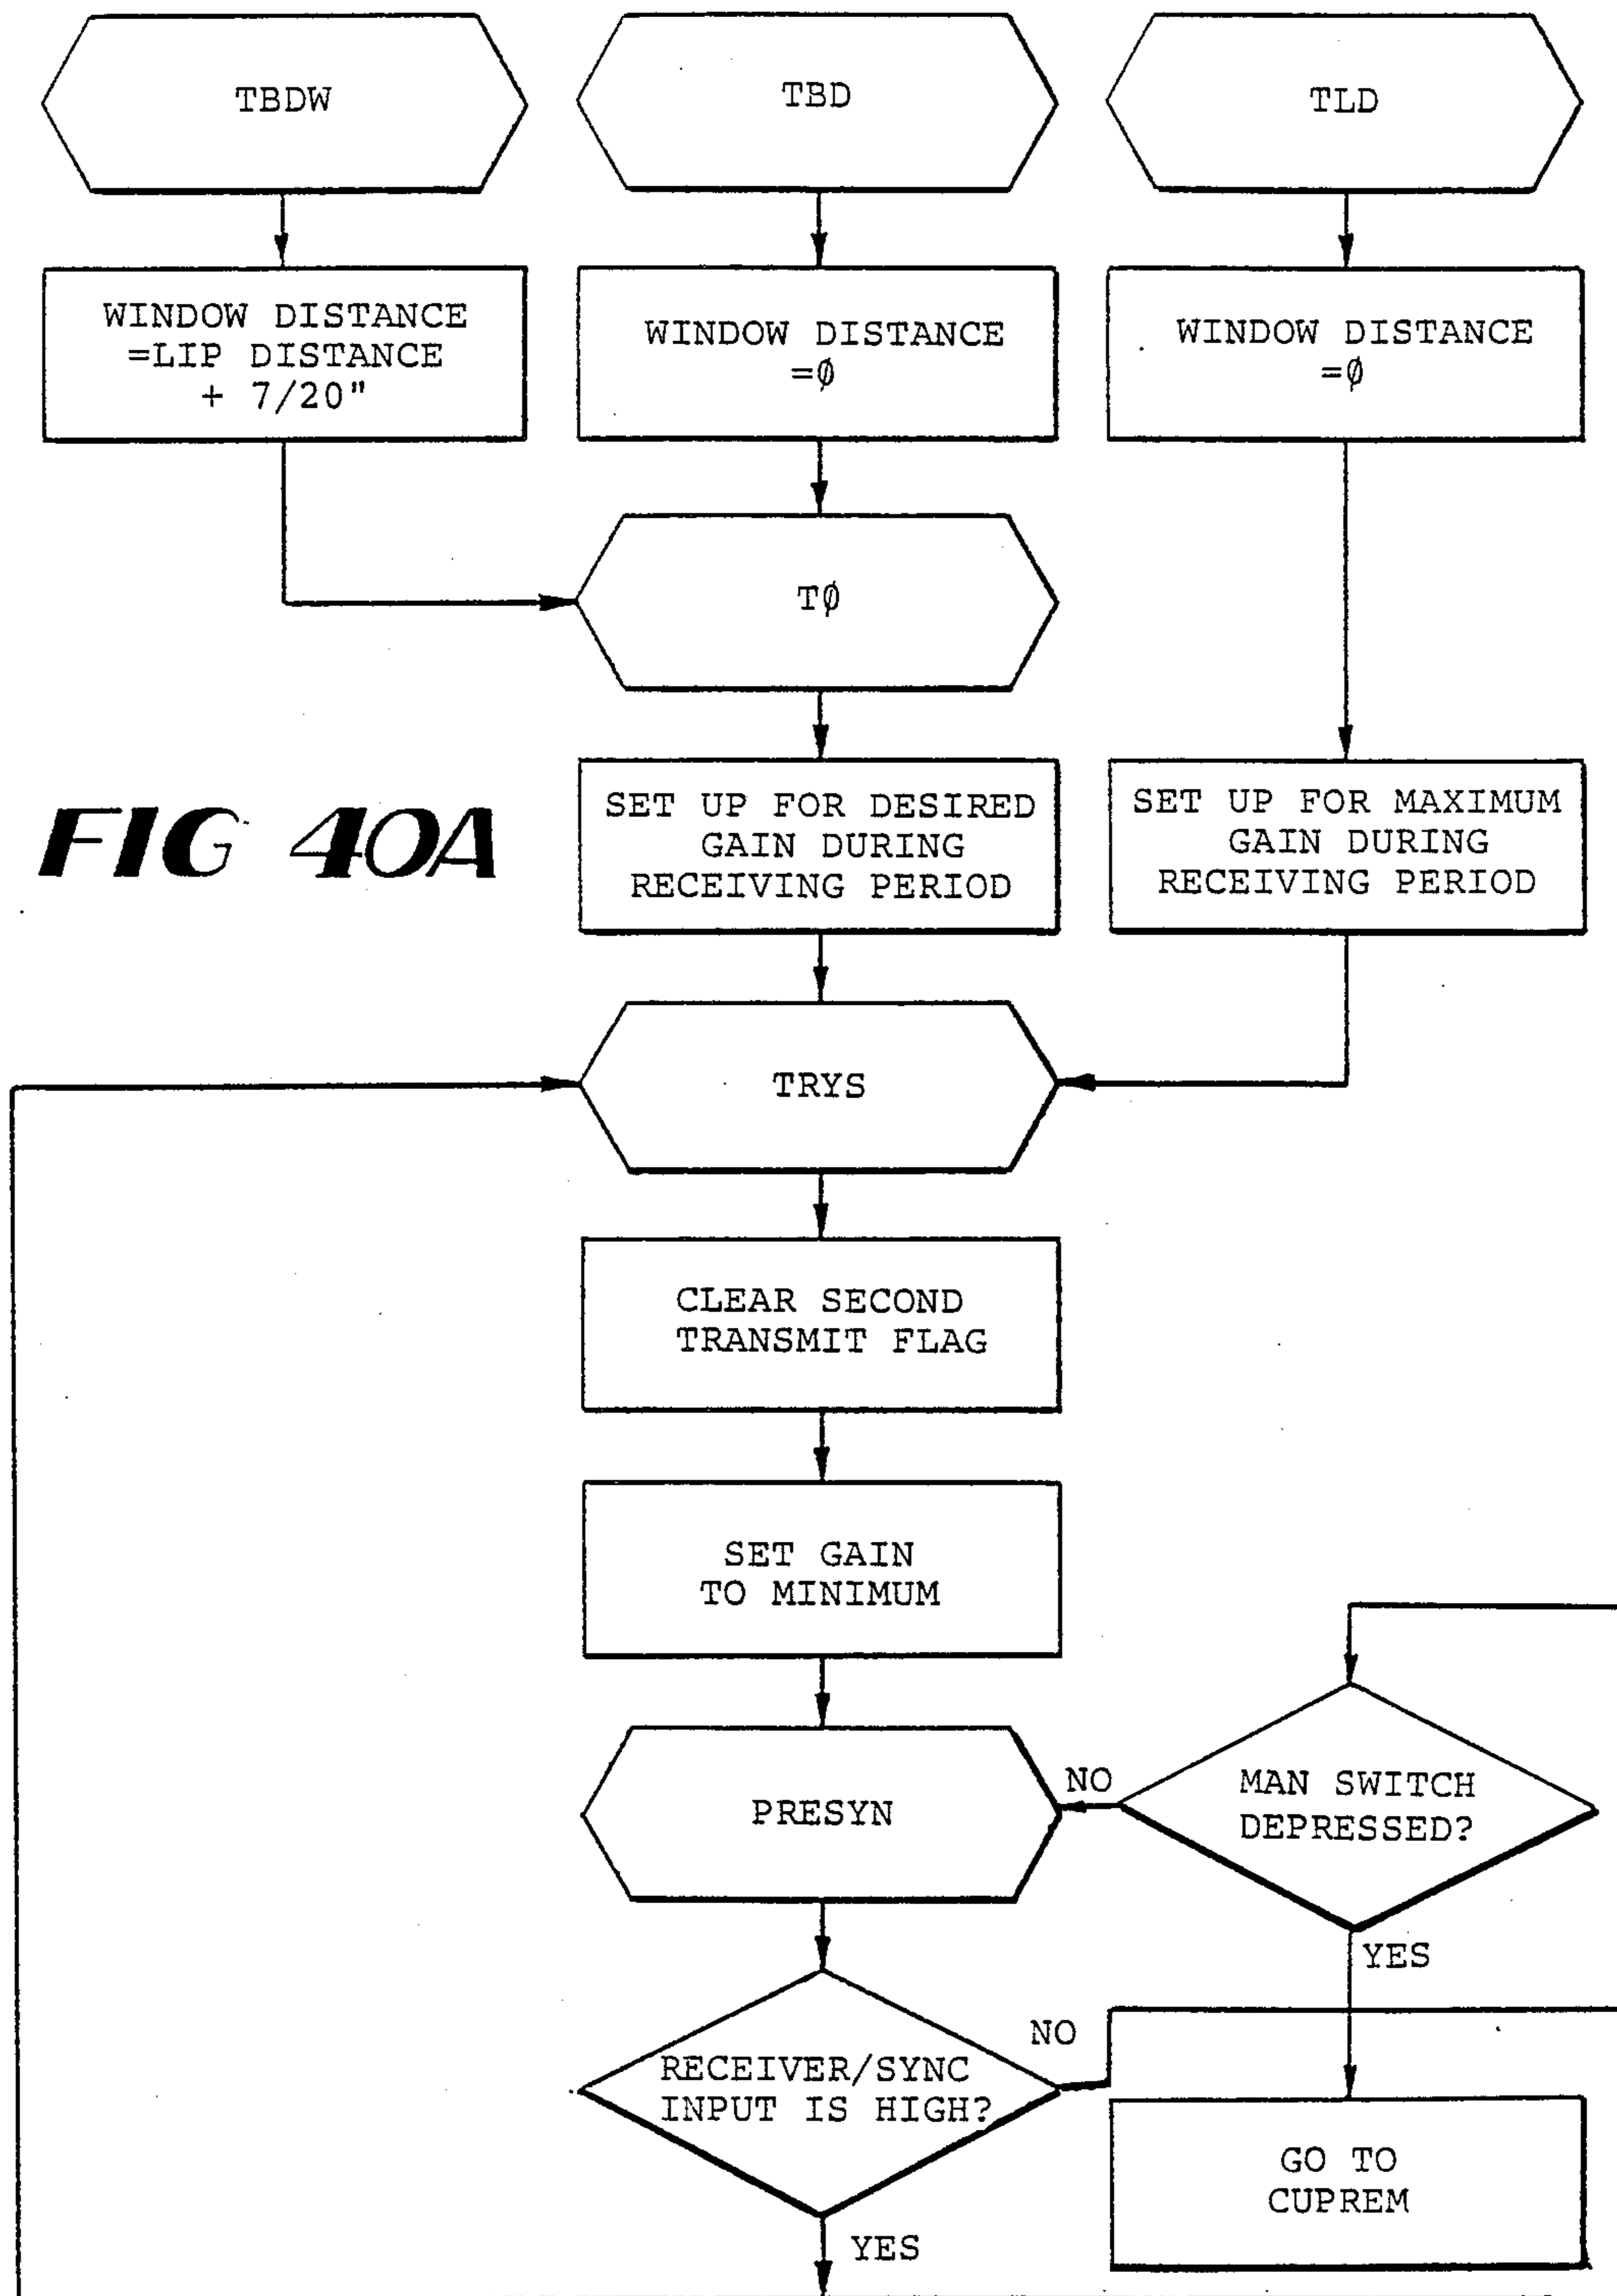 TBDW
TBD
TLD
WINDOW DISTANCE
=LIP DISTANCE
+ 7/20"
WINDOW DISTANCE
=Ø
WINDOW DISTANCE
=Ø
TØ
FIG 40A
SET UP FOR DESIRED
GAIN DURING
RECEIVING PERIOD
SET UP FOR MAXIMUM
GAIN DURING
RECEIVING PERIOD
TRYS
CLEAR SECOND
TRANSMIT FLAG
SET GAIN
TO MINIMUM
PRESYN
NO
MAN SWITCH
DEPRESSED?
YES
RECEIVER/SYNC
INPUT IS HIGH?
NO
GO TO
CUPREM
YES